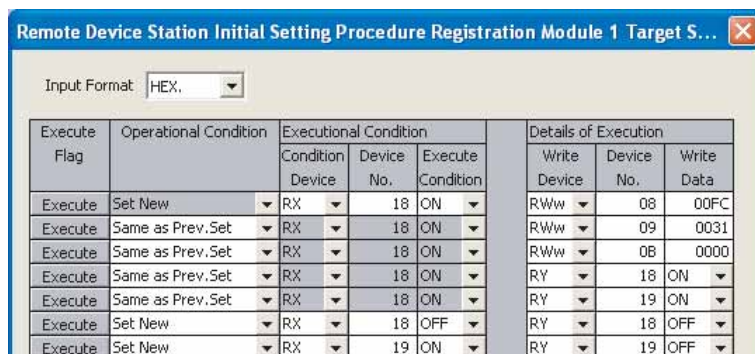 Remote Device Station Initial Setting Procedure Registration Module 1 Target S...
Input Format HEX.
Execute Operational Condition Executional Condition Details of Execution
Flag Condition Device Execute Write Device Write
Device No. Condition Device No. Data
Execute Set New RX 18 ON RWw 08 00FC
Execute Same as Prev.Set RX 18 ON RWw 09 0031
Execute Same as Prev.Set RX 18 ON RWw 0B 0000
Execute Same as Prev.Set RX 18 ON RY 18 ON
Execute Same as Prev.Set RX 18 ON RY 19 ON
Execute Set New RX 18 OFF RY 18 OFF
Execute Set New RX 19 ON RY 19 OFF